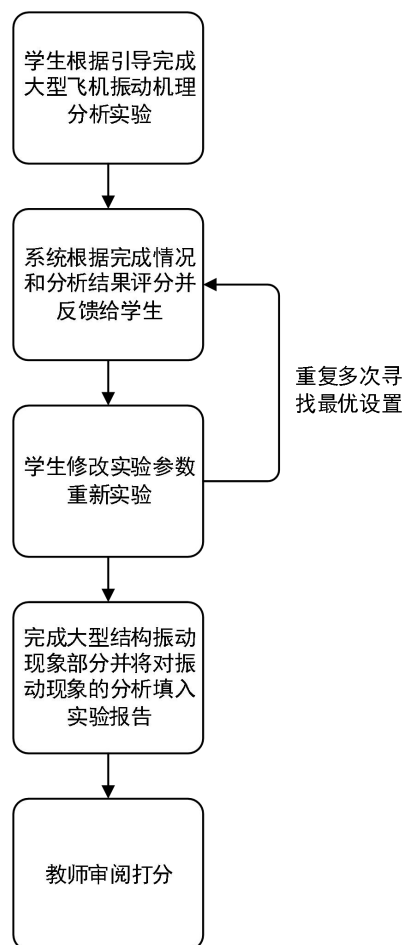 学生根据引导完成
大型飞机振动机理
分析实验
系统根据完成情况
和分析结果评分并
反馈给学生
重复多次寻
找最优设置
学生修改实验参数
重新实验
完成大型结构振动
现象部分并将对振
动现象的分析填入
实验报告
教师审阅打分